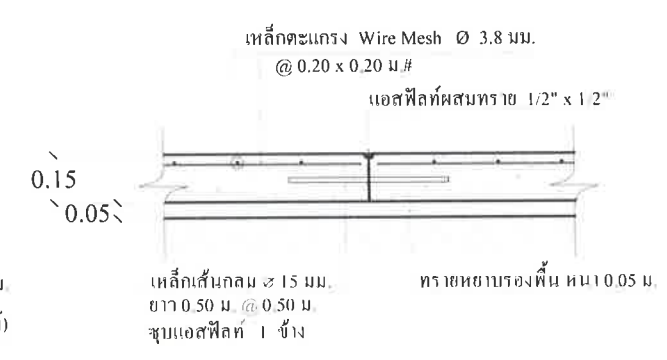 เหล็กตะแกรง Wire Mesh Ø 3.8 มม.
@ 0.20 x 0.20 ม.#
แอสฟัลท์ผสมทราย 1/2" x 1/2"
0.15
0.05
เหล็กเส้นกลม ⌀ 15 มม.
ยาว 0.50 ม. @ 0.50 ม.
ชุบแอสฟัลท์ 1 ข้าง
ทรายหยาบรองพื้น หนา 0.05 ม.